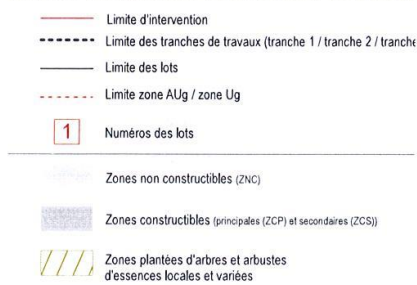 Limite d'intervention
Limite des tranches de travaux (tranche 1 / tranche 2 / tranche
Limite des lots
Limite zone AUg / zone Ug
1 Numéros des lots
Zones non constructibles (ZNC)
Zones constructibles (principales (ZCP) et secondaires (ZCS))
Zones plantées d'arbres et arbustes
d'essences locales et variées